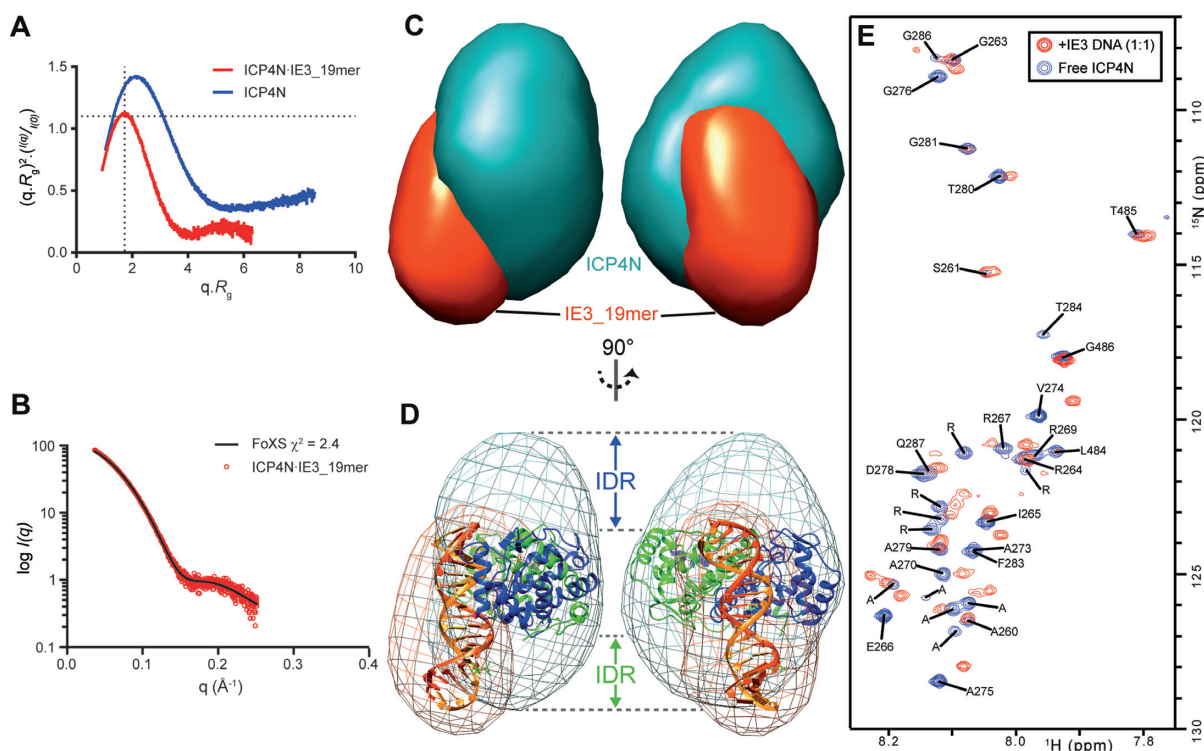 A
1.5
1.0
0.5
0.0
(q.Rg)².(I(q)/I(0))
0 2 4 6 8 10
q.Rg
ICP4N·IE3_19mer
ICP4N
B
100
10
1
0.1
log I(q)
0.0 0.1 0.2 0.3 0.4
q (Å⁻¹)
FoXS χ² = 2.4
ICP4N·IE3_19mer
C
ICP4N
IE3_19mer
90°
D
IDR
IDR
E
+IE3 DNA (1:1)
Free ICP4N
G286
G263
G276
G281
T280
T485
S261
T284
G486
V274
R267
R269
R
Q287
L484
D278
R264
R
R
R
I265
R
A279
A273
A270
F283
A
A
A
A
A260
E266
A
A275
110
115
120
125
130
¹⁵N (ppm)
8.2 8.0 7.8
¹H (ppm)